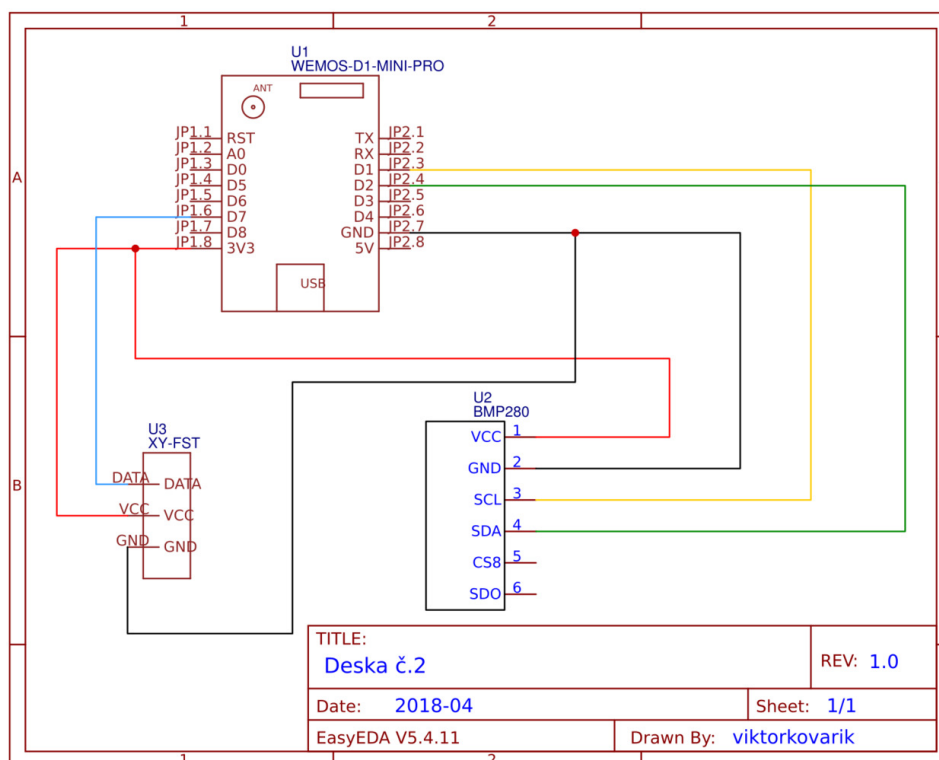 1 2
U1
WEMOS-D1-MINI-PRO
ANT
JP1.1 RST TX JP2.1
JP1.2 A0 RX JP2.2
JP1.3 D0 D1 JP2.3
A
JP1.4 D5 D2 JP2.4
JP1.5 D6 D3 JP2.5
JP1.6 D7 D4 JP2.6
JP1.7 D8 GND JP2.7
JP1.8 3V3 5V JP2.8
USB
U2
BMP280
U3
XY-FST
VCC 1
GND 2
DATA DATA
B
SCL 3
VCC VCC
SDA 4
GND GND
CS8 5
SDO 6
TITLE:
Deska č.2
REV: 1.0
Date: 2018-04
Sheet: 1/1
EasyEDA V5.4.11
Drawn By: viktorkovarik
1 2